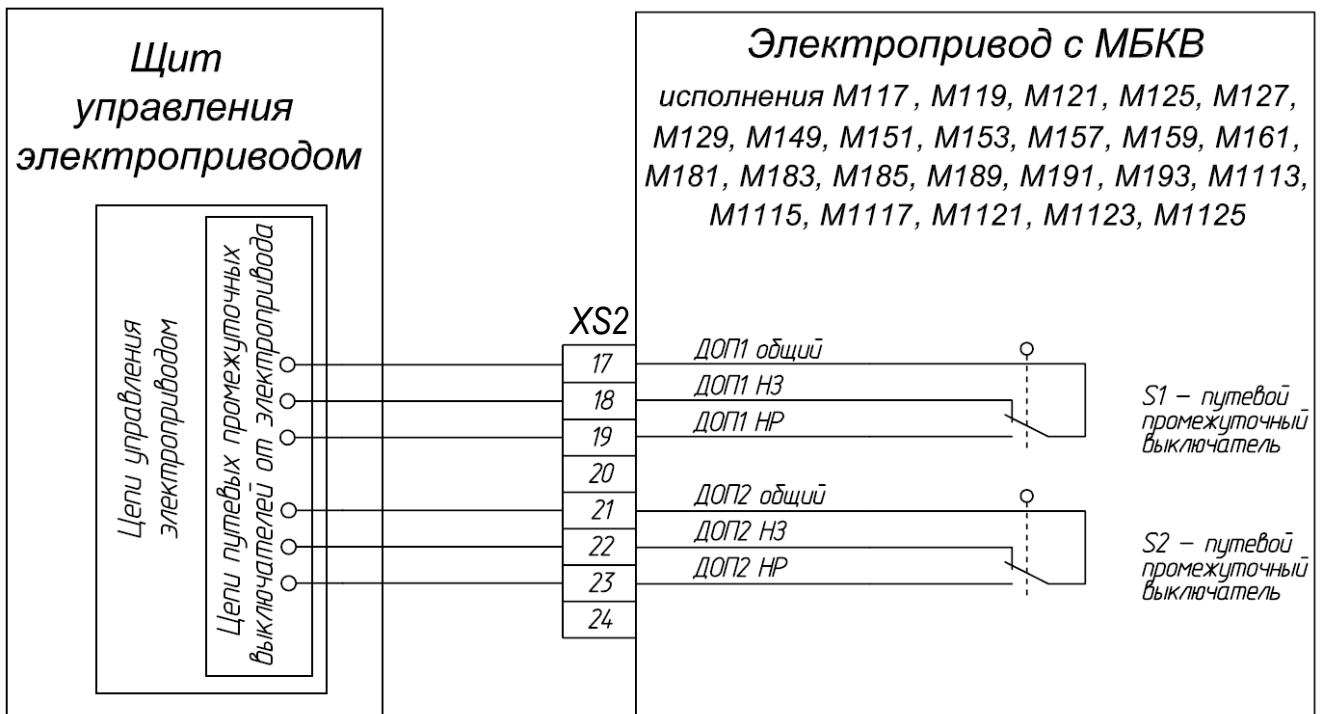 Щит
управления
электроприводом
Цепи управления
электроприводом
Цепи путевых промежуточных
выключателей от электропривода
XS2
17
18
19
20
21
22
23
24
Электропривод с МБКВ
исполнения М117 , М119, М121, М125, М127,
М129, М149, М151, М153, М157, М159, М161,
М181, М183, М185, М189, М191, М193, М1113,
М1115, М1117, М1121, М1123, М1125
ДОП1 общий
ДОП1 НЗ
ДОП1 НР
S1 – путевой
промежуточный
выключатель
ДОП2 общий
ДОП2 НЗ
ДОП2 НР
S2 – путевой
промежуточный
выключатель